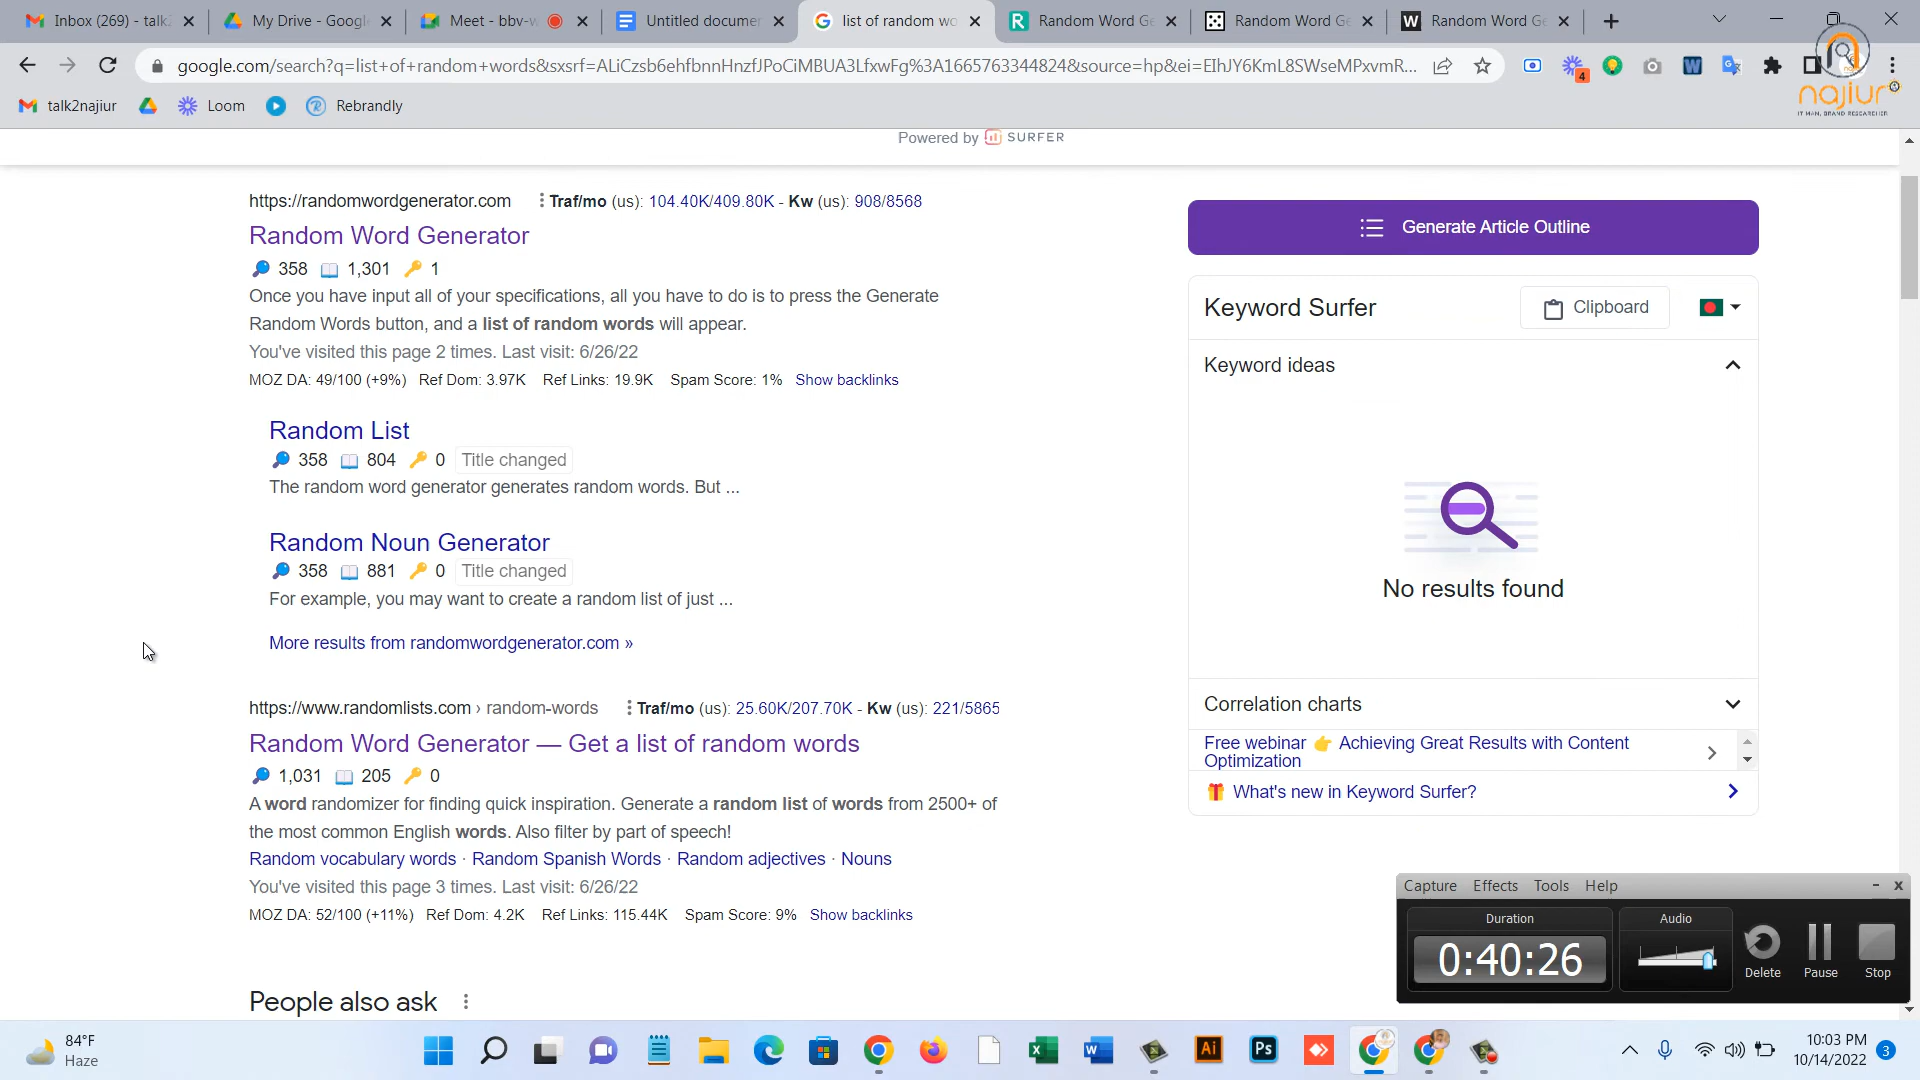 Inbox (269) - talk2
My Drive - Google
Meet - bbv-w
Untitled documen
list of random wo
Random Word Ge
Random Word Ge
Random Word Ge
google.com/search?q=list+of+random+words&sxsrf=ALiCzsb6ehfbnnHnzfJPoCiMBUA3LfxwFg%3A1665763344824&source=hp&ei=EIhJY6KmL8SWseMPxvmR...
4
talk2najiur
Loom
Rebrandly
najiur
IT MAN, BRAND RESEARCHER
Powered by SURFER
https://randomwordgenerator.com Traf/mo (us): 104.40K/409.80K - Kw (us): 908/8568
Random Word Generator
358 1,301 1
Once you have input all of your specifications, all you have to do is to press the Generate
Random Words button, and a list of random words will appear.
You've visited this page 2 times. Last visit: 6/26/22
MOZ DA: 49/100 (+9%) Ref Dom: 3.97K Ref Links: 19.9K Spam Score: 1% Show backlinks
Random List
358 804 0 Title changed
The random word generator generates random words. But ...
Random Noun Generator
358 881 0 Title changed
For example, you may want to create a random list of just ...
More results from randomwordgenerator.com »
https://www.randomlists.com › random-words Traf/mo (us): 25.60K/207.70K - Kw (us): 221/5865
Random Word Generator — Get a list of random words
1,031 205 0
A word randomizer for finding quick inspiration. Generate a random list of words from 2500+ of
the most common English words. Also filter by part of speech!
Random vocabulary words · Random Spanish Words · Random adjectives · Nouns
You've visited this page 3 times. Last visit: 6/26/22
MOZ DA: 52/100 (+11%) Ref Dom: 4.2K Ref Links: 115.44K Spam Score: 9% Show backlinks
People also ask
Generate Article Outline
Keyword Surfer
Clipboard
Keyword ideas
No results found
Correlation charts
Free webinar 👉 Achieving Great Results with Content
Optimization
What's new in Keyword Surfer?
Capture Effects Tools Help
Duration
Audio
0:40:26
Delete Pause Stop
84°F
Haze
Ai
Ps
10:03 PM
10/14/2022
3